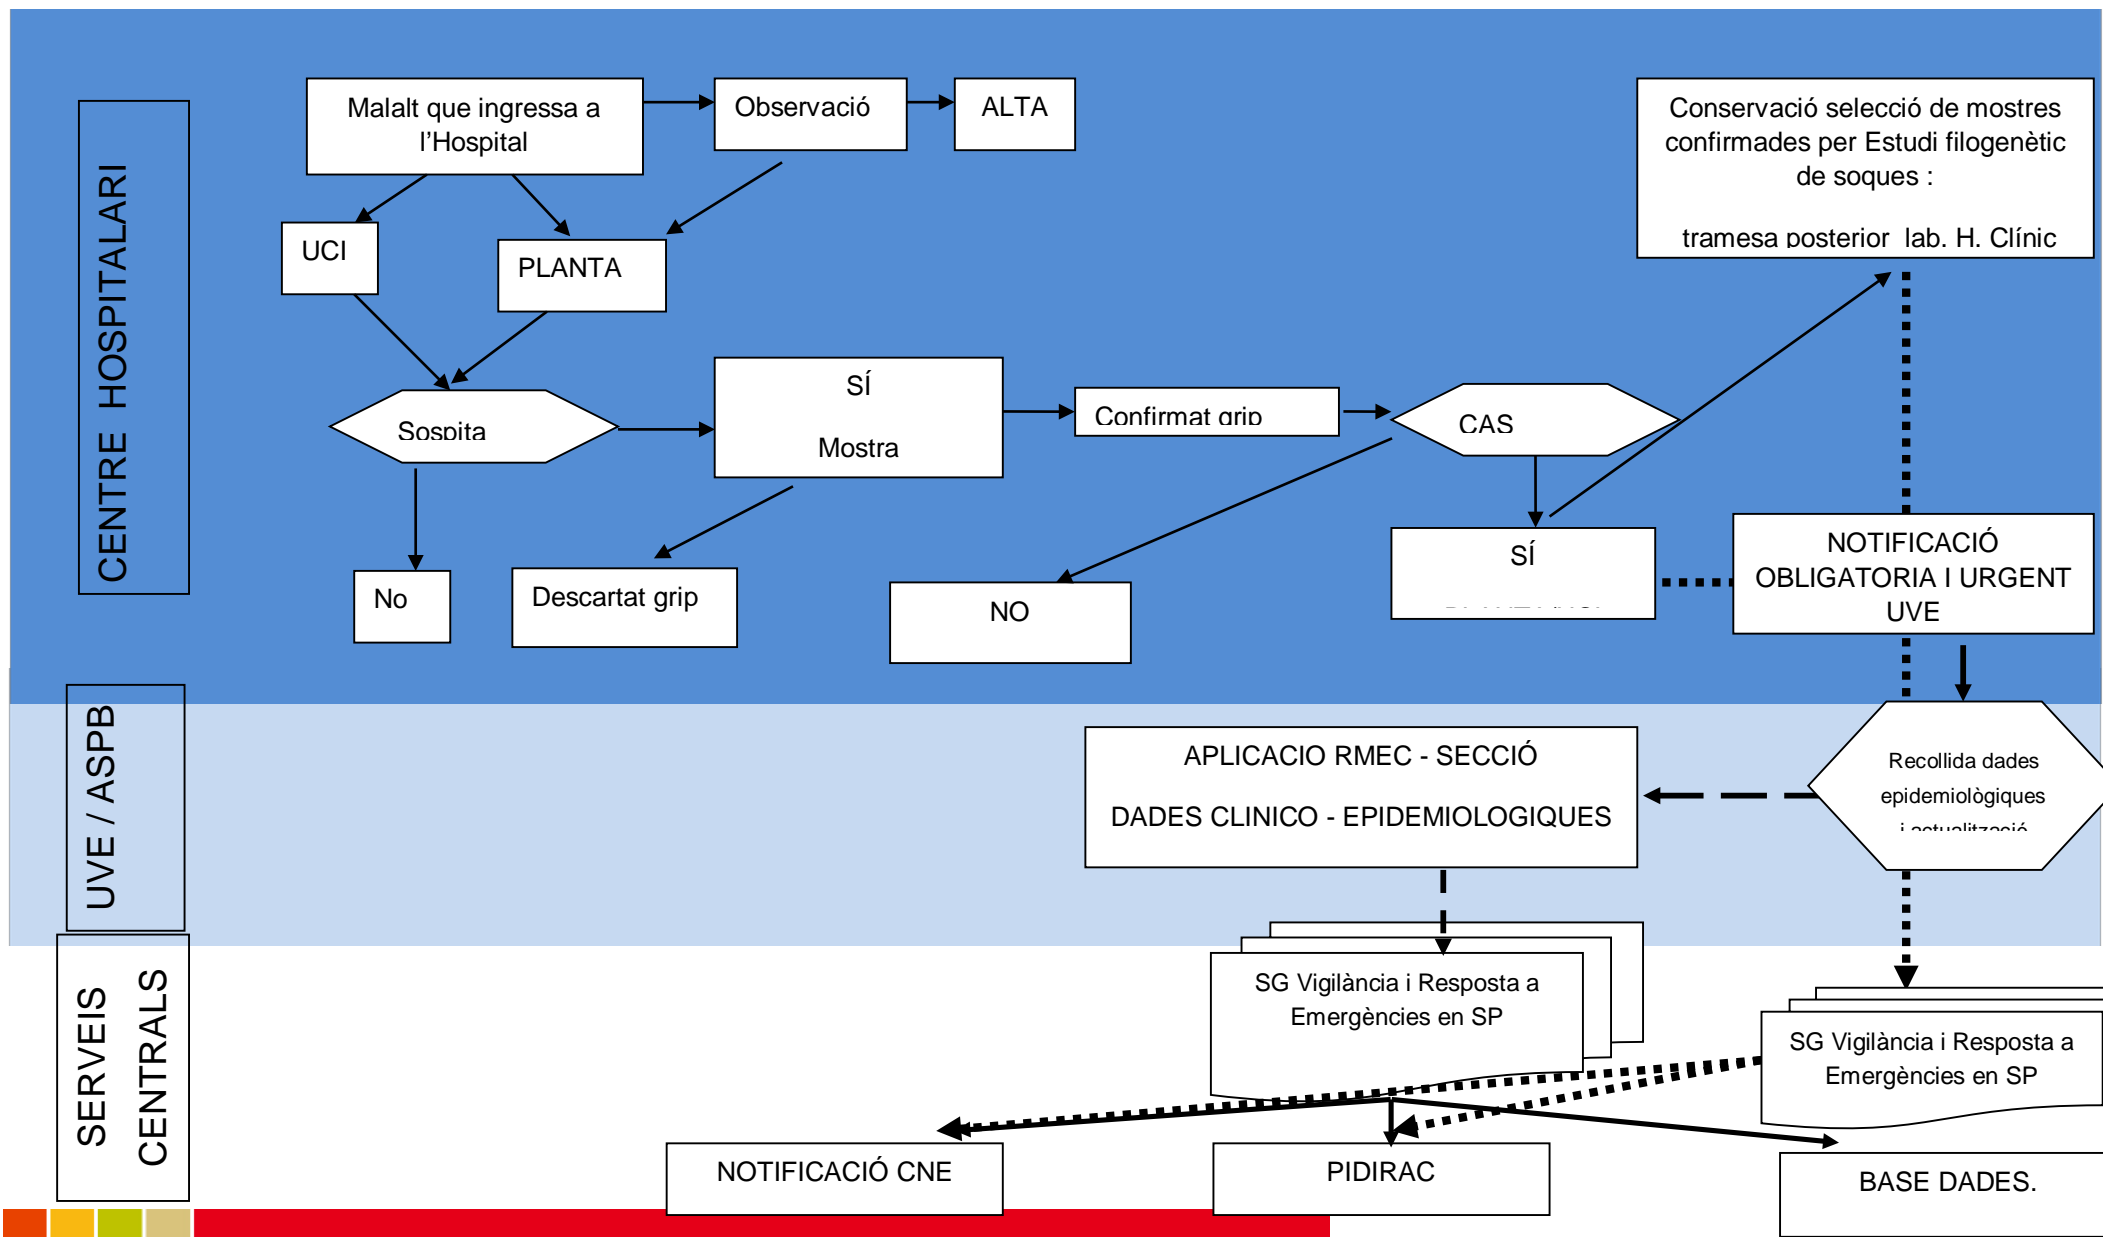 CENTRE HOSPITALARI
Malalt que ingressa a
l'Hospital
Observació
ALTA
Conservació selecció de mostres
confirmades per Estudi filogenètic
de soques :
tramesa posterior lab. H. Clínic
UCI
PLANTA
Sospita
SÍ
Mostra
Confirmat grip
CAS
No
Descartat grip
NO
SÍ
NOTIFICACIÓ
OBLIGATORIA I URGENT
UVE
UVE / ASPB
APLICACIO RMEC - SECCIÓ
DADES CLINICO - EPIDEMIOLOGIQUES
Recollida dades
epidemiològiques
i actualització
SERVEIS
CENTRALS
SG Vigilància i Resposta a
Emergències en SP
SG Vigilància i Resposta a
Emergències en SP
NOTIFICACIÓ CNE
PIDIRAC
BASE DADES.